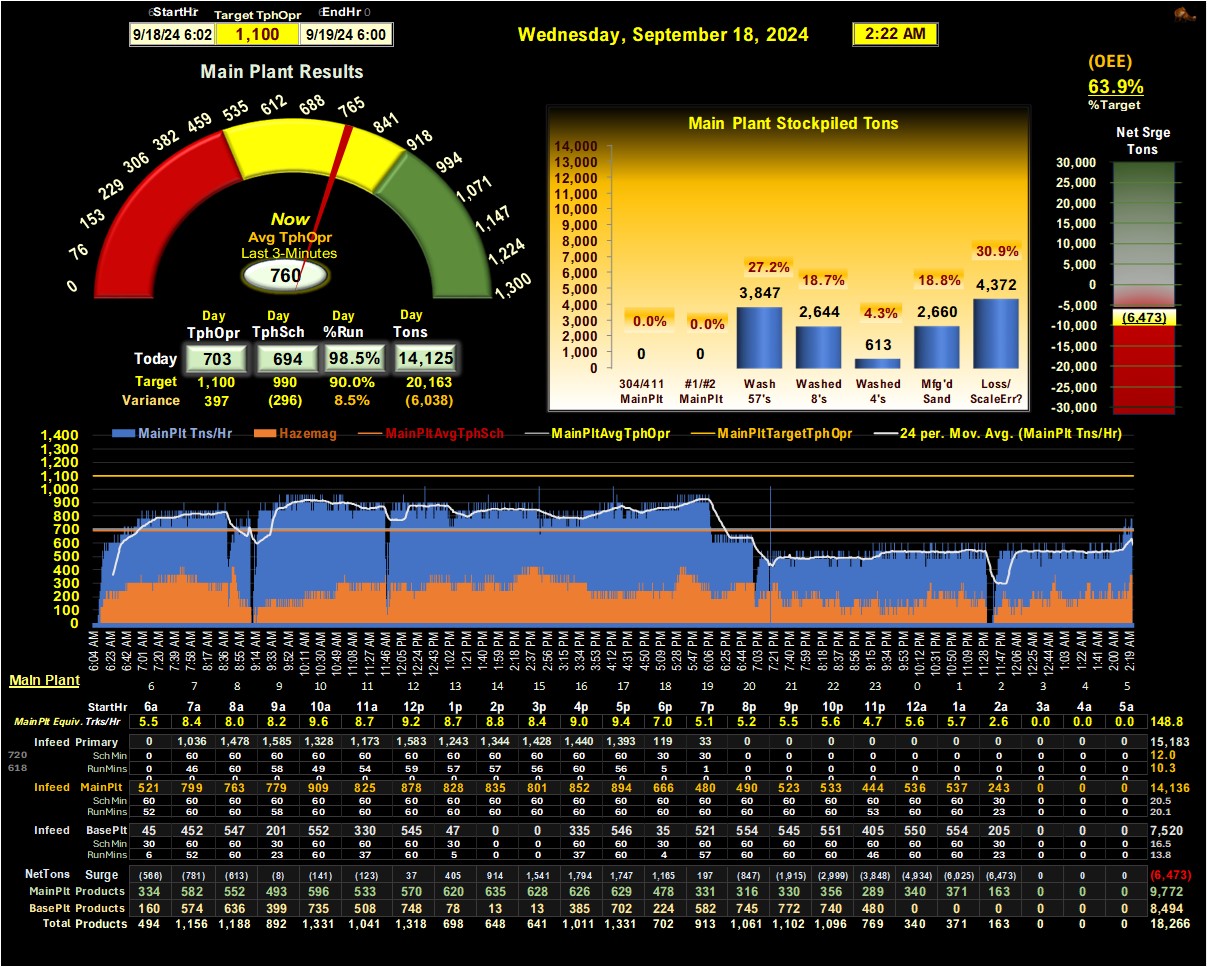 6StartHr Target TphOpr 6EndHr 0
9/18/24 6:02 1,100 9/19/24 6:00
Wednesday, September 18, 2024
2:22 AM
(OEE)
63.9%
%Target
Main Plant Results
0
76
153
229
306
382
459
535
612
688
765
841
918
994
1,071
1,147
1,224
1,300
Now
Avg TphOpr
Last 3-Minutes
760
Day Day Day Day
TphOpr TphSch %Run Tons
Today 703 694 98.5% 14,125
Target 1,100 990 90.0% 20,163
Variance 397 (296) 8.5% (6,038)
Main Plant Stockpiled Tons
14,000
13,000
12,000
11,000
10,000
9,000
8,000
7,000
6,000
5,000
4,000
3,000
2,000
1,000
0
0.0% 0.0% 27.2% 18.7% 4.3% 18.8% 30.9%
0 0 3,847 2,644 613 2,660 4,372
304/411 #1/#2 Wash Washed Washed Mfg'd Loss/
MainPlt MainPlt 57's 8's 4's Sand ScaleErr?
Net Srge
Tons
30,000
25,000
20,000
15,000
10,000
5,000
0
-5,000
(6,473)
-10,000
-15,000
-20,000
-25,000
-30,000
MainPlt Tns/Hr Hazemag MainPltAvgTphSch MainPltAvgTphOpr MainPltTargetTphOpr 24 per. Mov. Avg. (MainPlt Tns/Hr)
1,400
1,300
1,200
1,100
1,000
900
800
700
600
500
400
300
200
100
0
6:04 AM 6:23 AM 6:42 AM 7:01 AM 7:20 AM 7:39 AM 7:58 AM 8:17 AM 8:36 AM 8:55 AM 9:14 AM 9:33 AM 9:52 AM 10:11 AM 10:30 AM 10:49 AM 11:08 AM 11:27 AM 11:46 AM 12:05 PM 12:24 PM 12:43 PM 1:02 PM 1:21 PM 1:40 PM 1:59 PM 2:18 PM 2:37 PM 2:56 PM 3:15 PM 3:34 PM 3:53 PM 4:12 PM 4:31 PM 4:50 PM 5:09 PM 5:28 PM 5:47 PM 6:06 PM 6:25 PM 6:44 PM 7:03 PM 7:21 PM 7:40 PM 7:59 PM 8:18 PM 8:37 PM 8:56 PM 9:15 PM 9:34 PM 9:53 PM 10:12 PM 10:31 PM 10:50 PM 11:09 PM 11:28 PM 11:47 PM 12:06 AM 12:25 AM 12:44 AM 1:03 AM 1:22 AM 1:41 AM 2:00 AM 2:19 AM
Main Plant
6 7 8 9 10 11 12 13 14 15 16 17 18 19 20 21 22 23 0 1 2 3 4 5
StartHr 6a 7a 8a 9a 10a 11a 12p 1p 2p 3p 4p 5p 6p 7p 8p 9p 10p 11p 12a 1a 2a 3a 4a 5a
MainPlt Equiv. Trks/Hr 5.5 8.4 8.0 8.2 9.6 8.7 9.2 8.7 8.8 8.4 9.0 9.4 7.0 5.1 5.2 5.5 5.6 4.7 5.6 5.7 2.6 0.0 0.0 0.0 148.8
Infeed Primary 0 1,036 1,478 1,585 1,328 1,173 1,583 1,243 1,344 1,428 1,440 1,393 119 33 0 0 0 0 0 0 0 0 0 0 15,183
720 SchMin 0 60 60 60 60 60 60 60 60 60 60 60 30 30 0 0 0 0 0 0 0 0 0 0 12.0
618 RunMins 0 46 60 58 49 54 59 57 57 56 60 56 5 1 0 0 0 0 0 0 0 0 0 0 10.3
Infeed MainPlt 521 799 763 779 909 825 878 828 835 801 852 894 666 480 490 523 533 444 536 537 243 0 0 0 14,136
SchMin 60 60 60 60 60 60 60 60 60 60 60 60 60 60 60 60 60 60 60 60 30 0 0 0 20.5
RunMins 52 60 60 58 60 60 60 60 60 60 60 60 60 60 60 60 60 53 60 60 23 0 0 0 20.1
Infeed BasePlt 45 452 547 201 552 330 545 47 0 0 335 546 35 521 554 545 551 405 550 554 205 0 0 0 7,520
SchMin 30 60 60 30 60 60 60 30 0 0 60 60 30 60 60 60 60 60 60 60 30 0 0 0 16.5
RunMins 6 52 60 23 60 37 60 5 0 0 37 60 4 57 60 60 60 46 60 60 23 0 0 0 13.8
NetTons Surge (566) (781) (613) (8) (141) (123) 37 405 914 1,541 1,794 1,747 1,165 197 (847) (1,915) (2,999) (3,848) (4,934) (6,025) (6,473) 0 0 0 (6,473)
MainPlt Products 334 582 552 493 596 533 570 620 635 628 626 629 478 331 316 330 356 289 340 371 163 0 0 0 9,772
BasePlt Products 160 574 636 399 735 508 748 78 13 13 385 702 224 582 745 772 740 480 0 0 0 0 0 0 8,494
Total Products 494 1,156 1,188 892 1,331 1,041 1,318 698 648 641 1,011 1,331 702 913 1,061 1,102 1,096 769 340 371 163 0 0 0 18,266